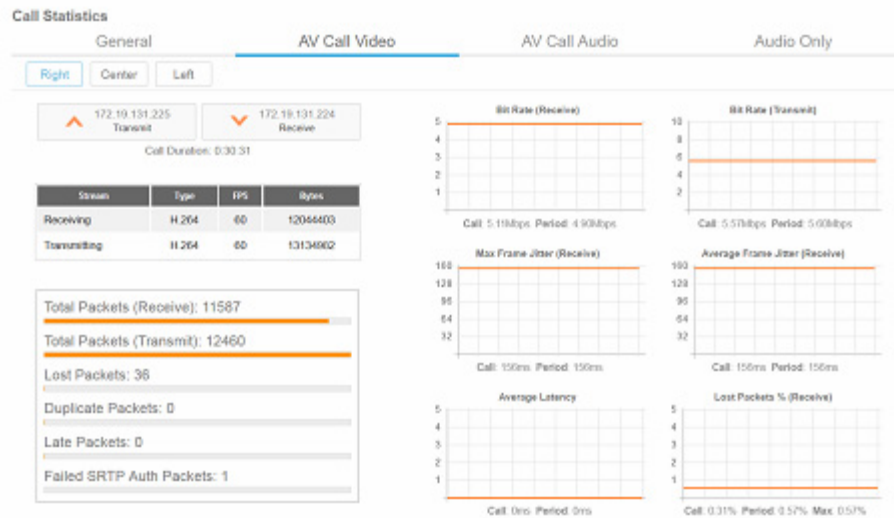 Call Statistics
General AV Call Video AV Call Audio Audio Only
Right Center Left
172.19.131.225
Transmit
172.19.131.224
Receive
Call Duration: 0:30:31
Stream Type FPS Bytes
Receiving H.264 60 12044403
Transmitting H.264 60 13134902
Total Packets (Receive): 11587
Total Packets (Transmit): 12460
Lost Packets: 36
Duplicate Packets: 0
Late Packets: 0
Failed SRTP Auth Packets: 1
Bit Rate (Receive)
5
4
3
2
1
Call: 5.11Mbps Period: 4.90Mbps
Bit Rate (Transmit)
10
8
6
4
2
Call: 5.57Mbps Period: 5.60Mbps
Max Frame Jitter (Receive)
160
128
96
64
32
Call: 156ms Period: 156ms
Average Frame Jitter (Receive)
160
128
96
64
32
Call: 156ms Period: 156ms
Average Latency
5
4
3
2
1
Call: 0ms Period: 0ms
Lost Packets % (Receive)
5
4
3
2
1
Call: 0.31% Period: 0.57% Max: 0.57%